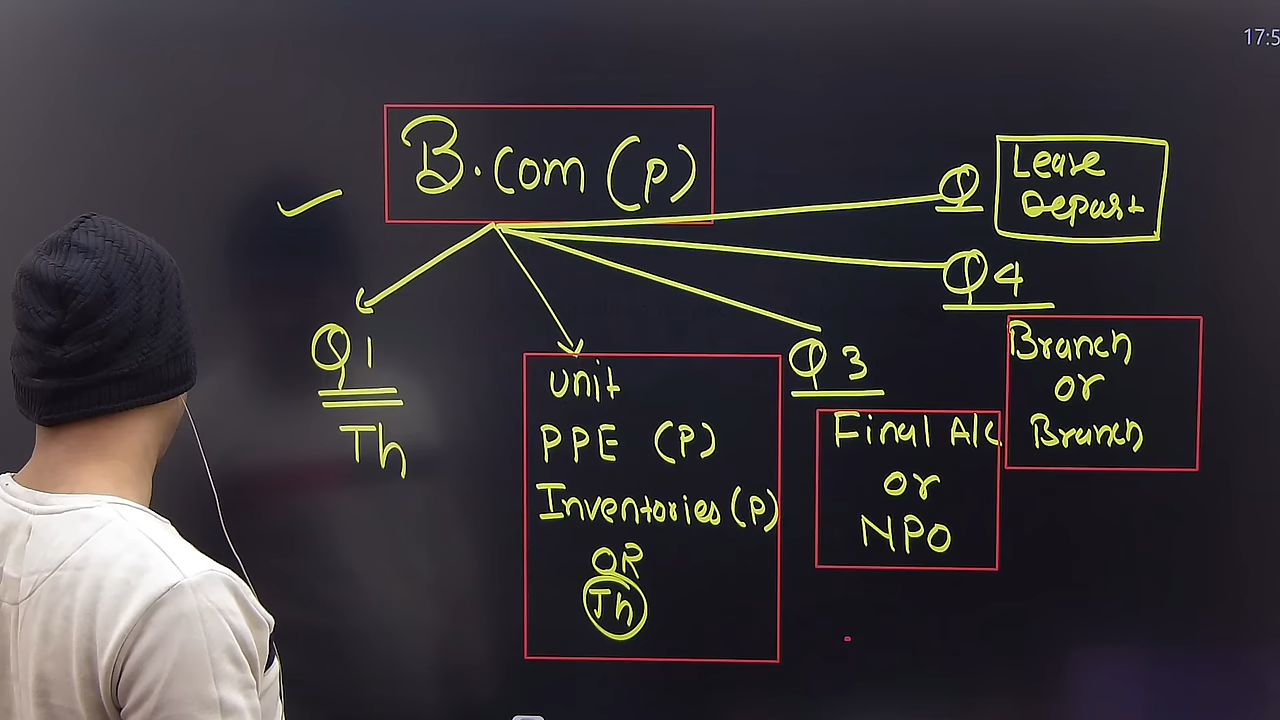 17:5
B.com (P)
Q
Lease
Depart
Q4
Branch
or
Branch
Q1
Th
unit
PPE (P)
Inventories (P)
OR
Th
Q3
Final A/c
or
NPO